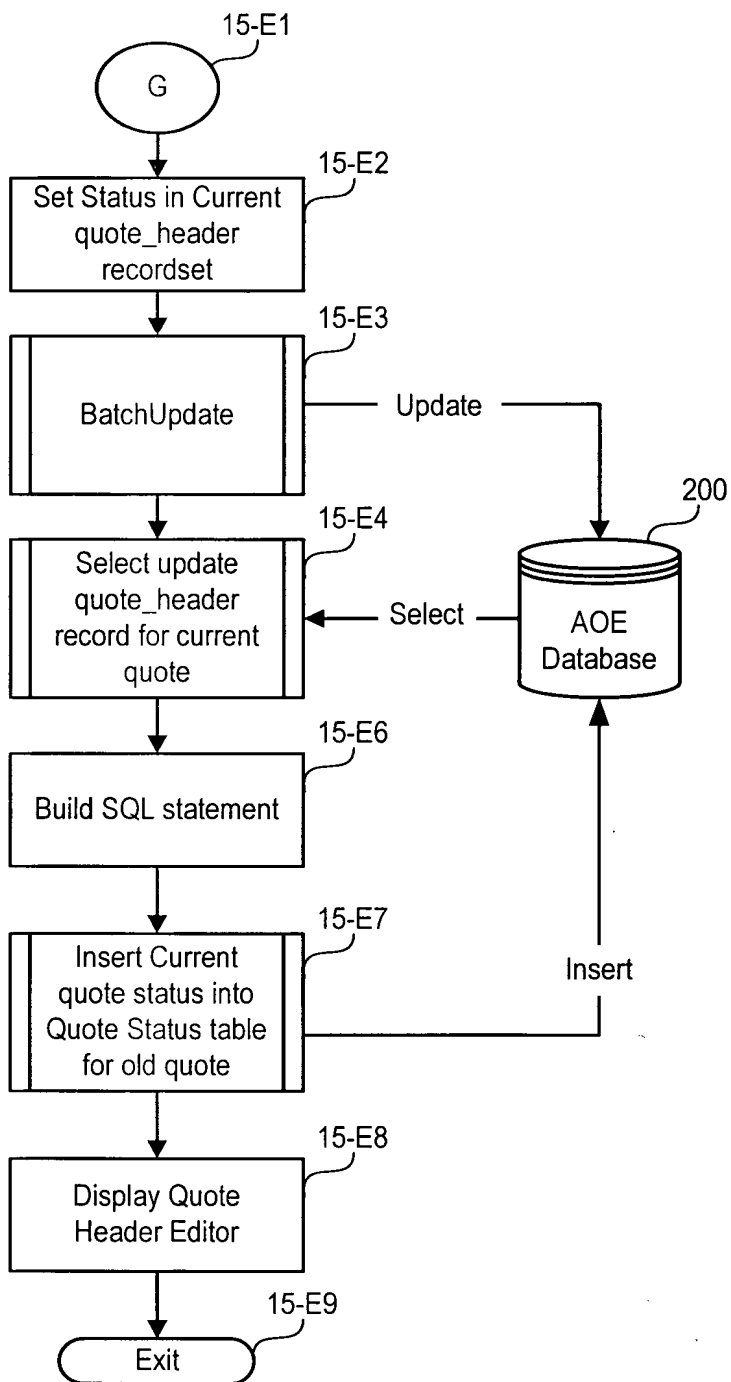 15-E1
G
15-E2
Set Status in Current
quote_header
recordset
15-E3
BatchUpdate
Update
200
15-E4
Select update
quote_header
record for current
quote
Select
AOE
Database
15-E6
Build SQL statement
15-E7
Insert Current
quote status into
Quote Status table
for old quote
Insert
15-E8
Display Quote
Header Editor
15-E9
Exit